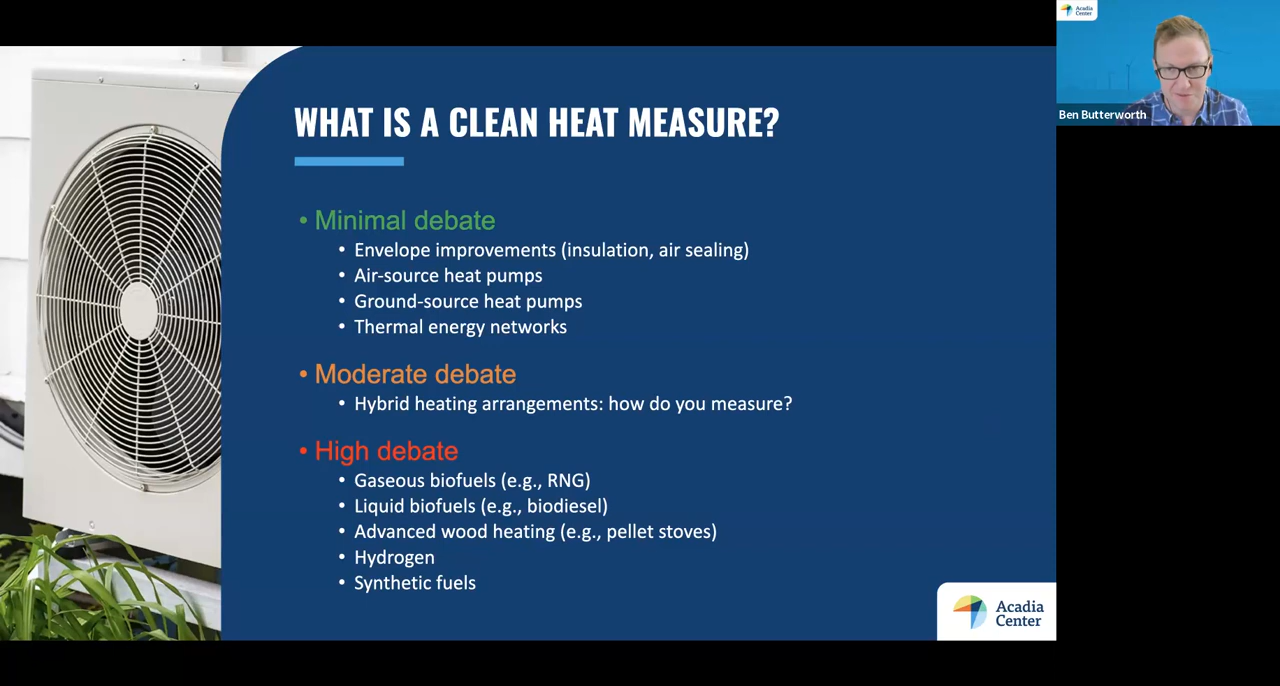 WHAT IS A CLEAN HEAT MEASURE?
• Minimal debate
• Envelope improvements (insulation, air sealing)
• Air-source heat pumps
• Ground-source heat pumps
• Thermal energy networks
• Moderate debate
• Hybrid heating arrangements: how do you measure?
• High debate
• Gaseous biofuels (e.g., RNG)
• Liquid biofuels (e.g., biodiesel)
• Advanced wood heating (e.g., pellet stoves)
• Hydrogen
• Synthetic fuels
Acadia
Center
Acadia
Center
Ben Butterworth